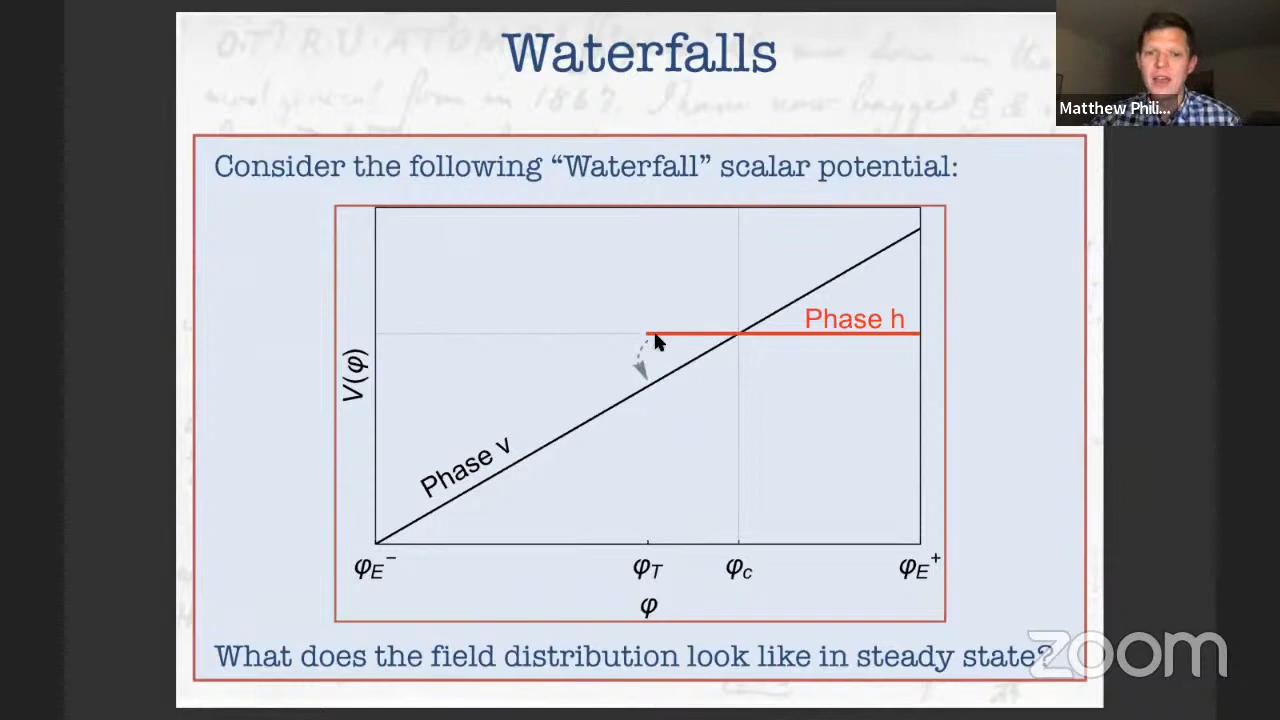 Waterfalls
Matthew Phili...
Consider the following “Waterfall” scalar potential:
Phase h
V(φ)
Phase v
φE⁻
φT
φc
φE⁺
φ
What does the field distribution look like in steady state?
zoom